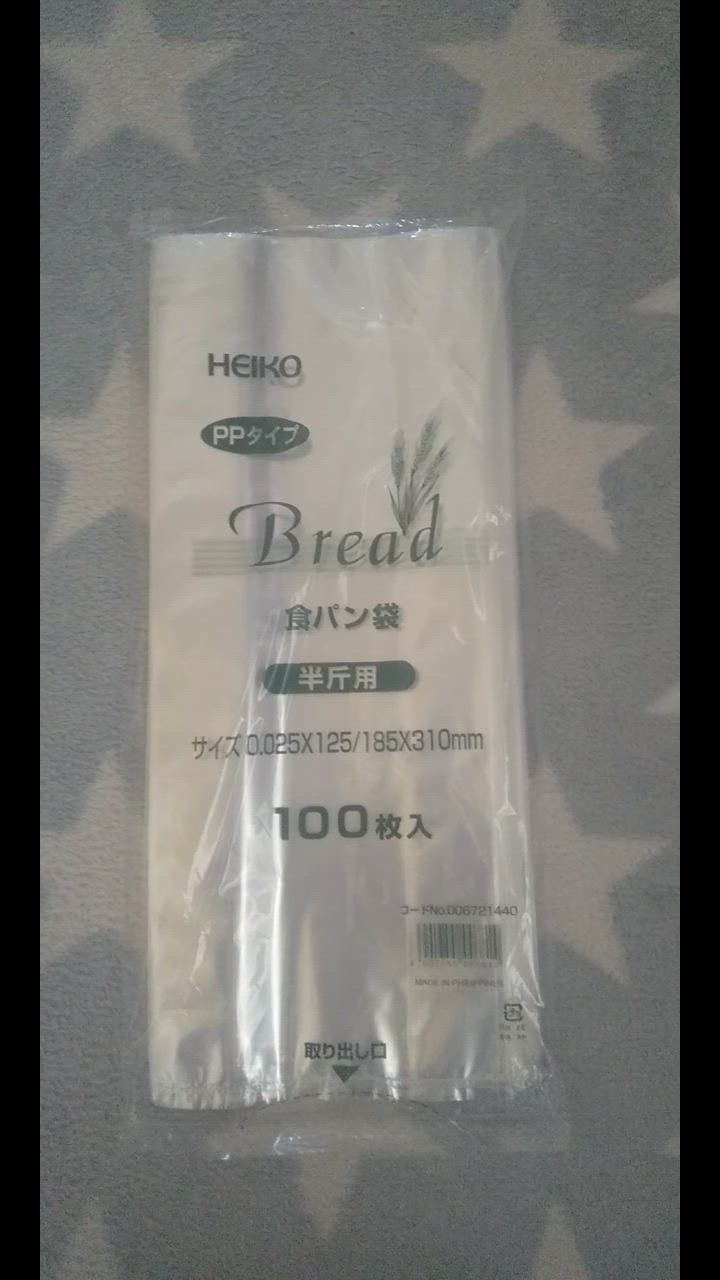 HEIKO
PPタイプ
Bread
食パン袋
半斤用
サイズ 0.025X125/185X310mm
100枚入
コードNo.006721440
MADE IN PHILIPPINES
取り出し口